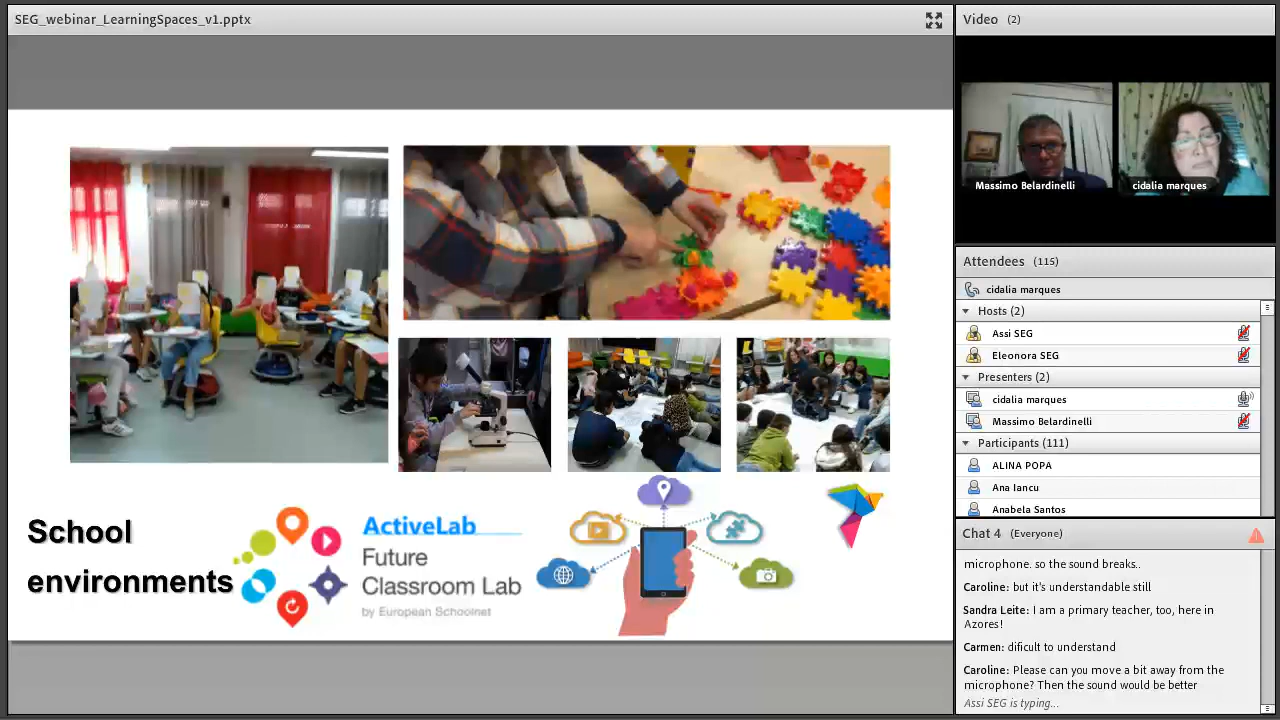 SEG_webinar_LearningSpaces_v1.pptx
School
environments
ActiveLab
Future
Classroom Lab
by European Schoolnet
Video (2)
Massimo Belardinelli
cidalia marques
Attendees (115)
cidalia marques
Hosts (2)
Assi SEG
Eleonora SEG
Presenters (2)
cidalia marques
Massimo Belardinelli
Participants (111)
ALINA POPA
Ana Iancu
Anabela Santos
Chat 4 (Everyone)
microphone. so the sound breaks..
Caroline: but it's understandable still
Sandra Leite: I am a primary teacher, too, here in
Azores!
Carmen: dificult to understand
Caroline: Please can you move a bit away from the
microphone? Then the sound would be better
Assi SEG is typing...